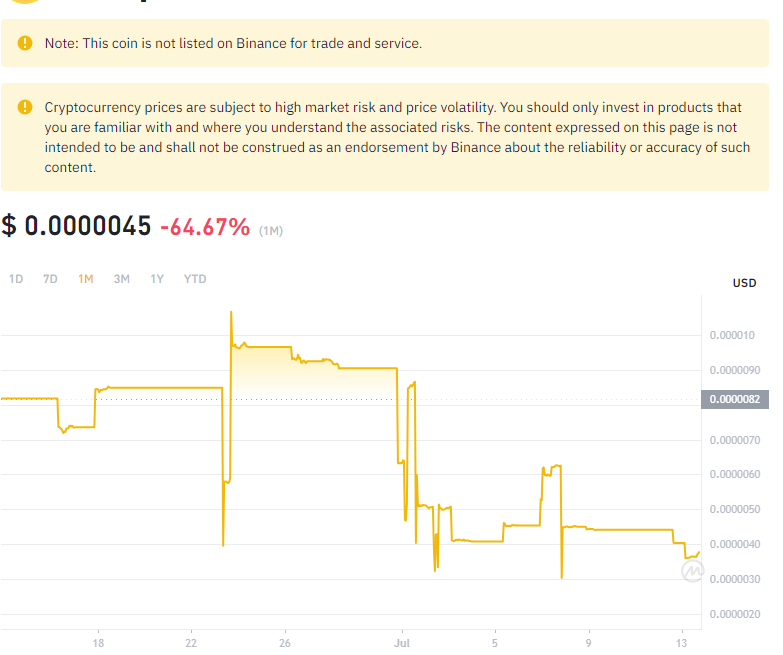 Note: This coin is not listed on Binance for trade and service.
Cryptocurrency prices are subject to high market risk and price volatility. You should only invest in products that
you are familiar with and where you understand the associated risks. The content expressed on this page is not
intended to be and shall not be construed as an endorsement by Binance about the reliability or accuracy of such
content.
$ 0.0000045 -64.67% (1M)
1D 7D 1M 3M 1Y YTD
USD
0.000010
0.0000090
0.0000082
0.0000070
0.0000060
0.0000050
0.0000040
0.0000030
0.0000020
18 22 26 Jul 5 9 13